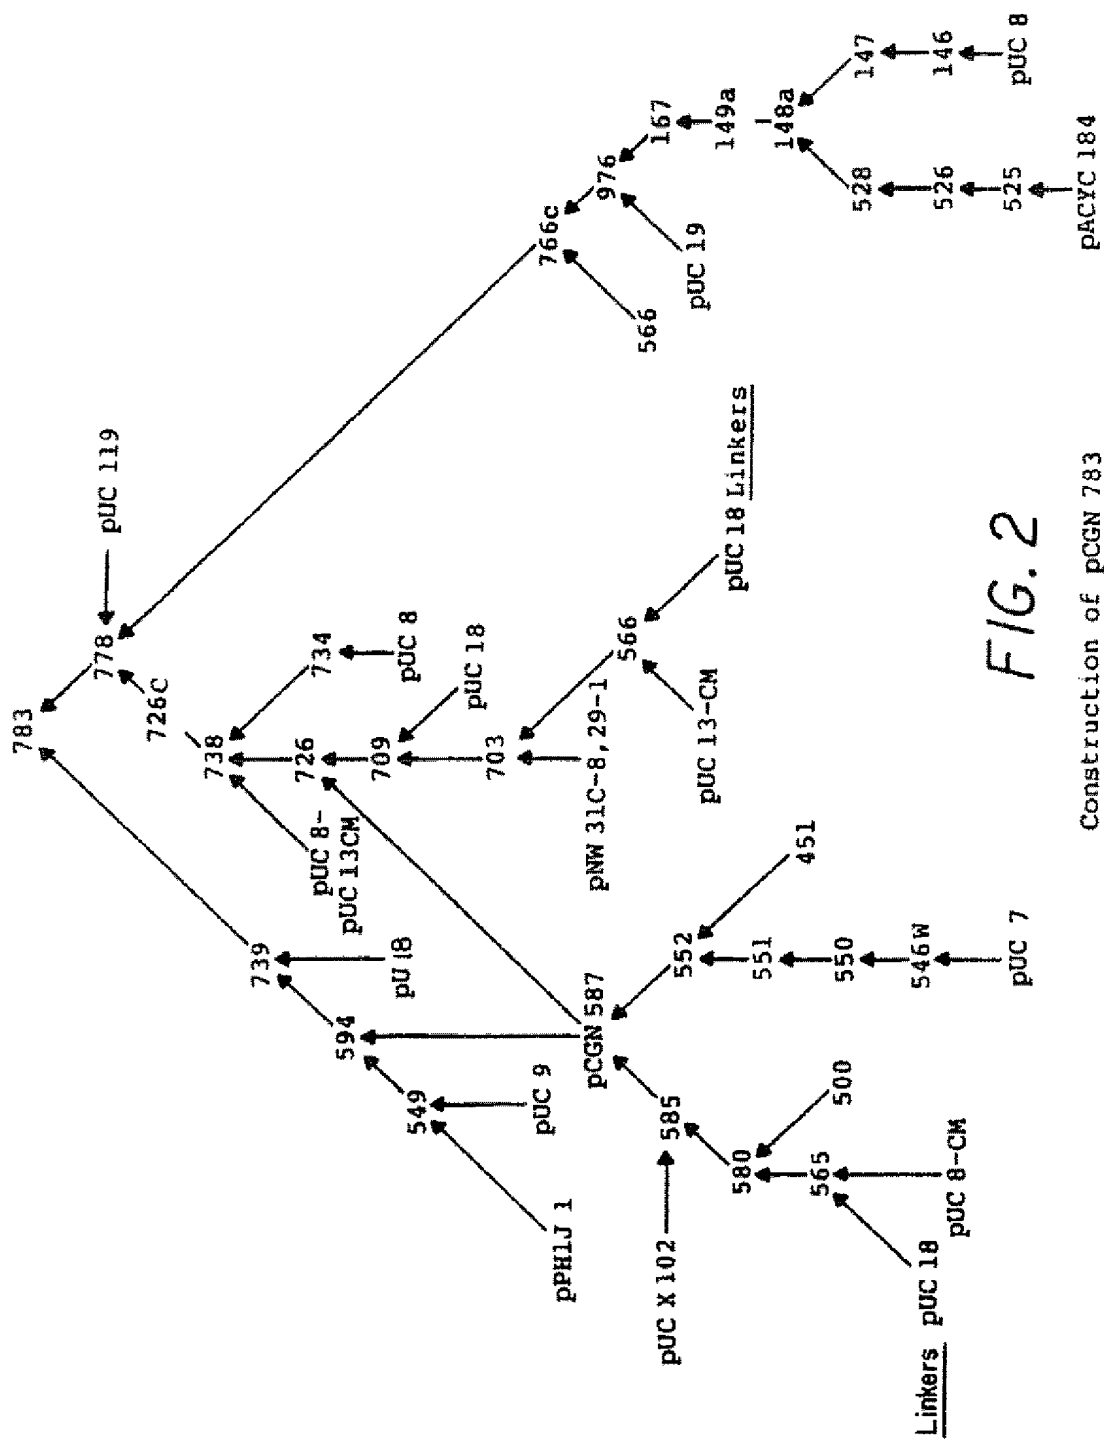 783
pUC 119
778
726C
739
738
734
594
pU 18
pUC 8-
pUC 13CM
726
pUC 8
549
709
pUC 18
pUC 9
703
pPH1J 1
pCGN 587
pNW 31C-8,29-1
566
pUC X 102
585
552
451
pUC 13-CM
pUC 18 Linkers
580
500
551
565
550
Linkers pUC 18
pUC 8-CM
546W
pUC 7
766c
566
976
pUC 19
167
149a
148a
528
147
526
146
525
pUC 8
pACYC 184
FIG. 2
Construction of pCGN 783